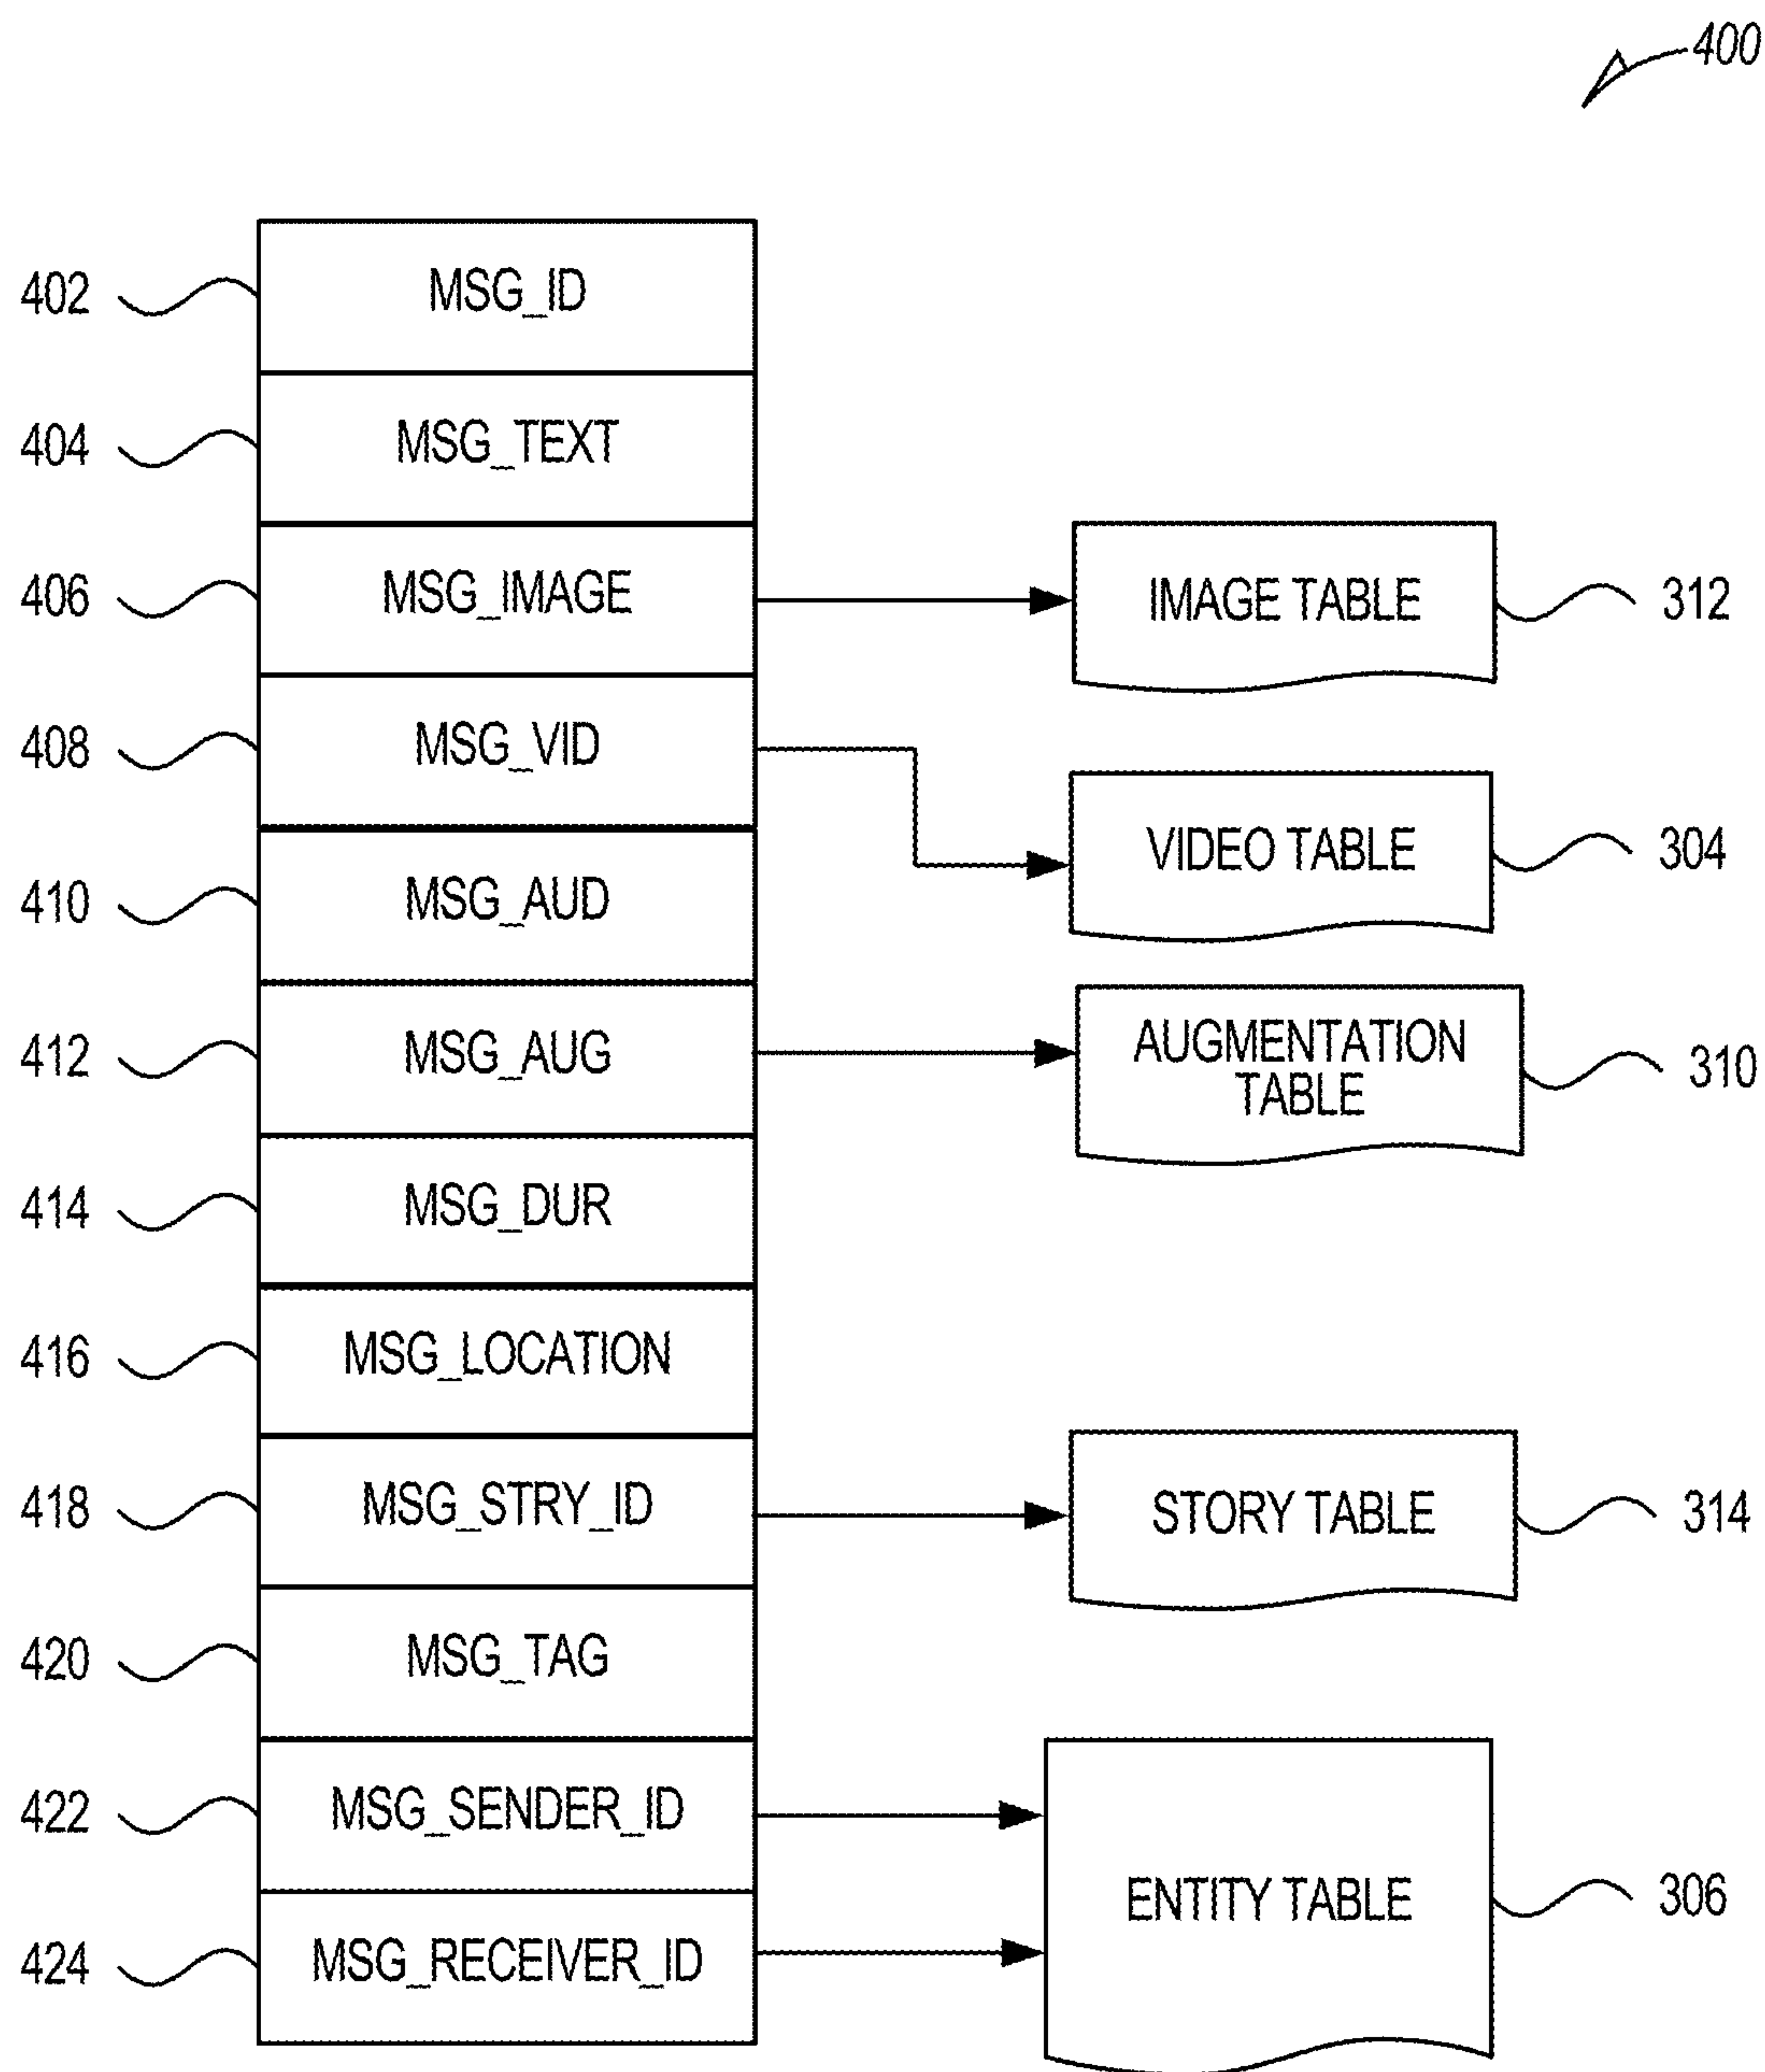 400
402 MSG_ID
404 MSG_TEXT
406 MSG_IMAGE IMAGE TABLE 312
408 MSG_VID VIDEO TABLE 304
410 MSG_AUD
412 MSG_AUG AUGMENTATION
TABLE 310
414 MSG_DUR
416 MSG_LOCATION
418 MSG_STRY_ID STORY TABLE 314
420 MSG_TAG
422 MSG_SENDER_ID
ENTITY TABLE 306
424 MSG_RECEIVER_ID